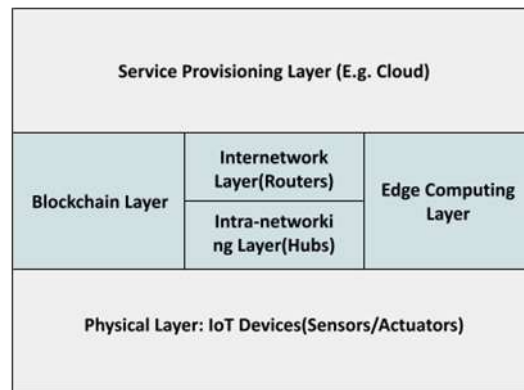 Service Provisioning Layer (E.g. Cloud)
Blockchain Layer
Internetwork
Layer(Routers)
Intra-networki
ng Layer(Hubs)
Edge Computing
Layer
Physical Layer: IoT Devices(Sensors/Actuators)